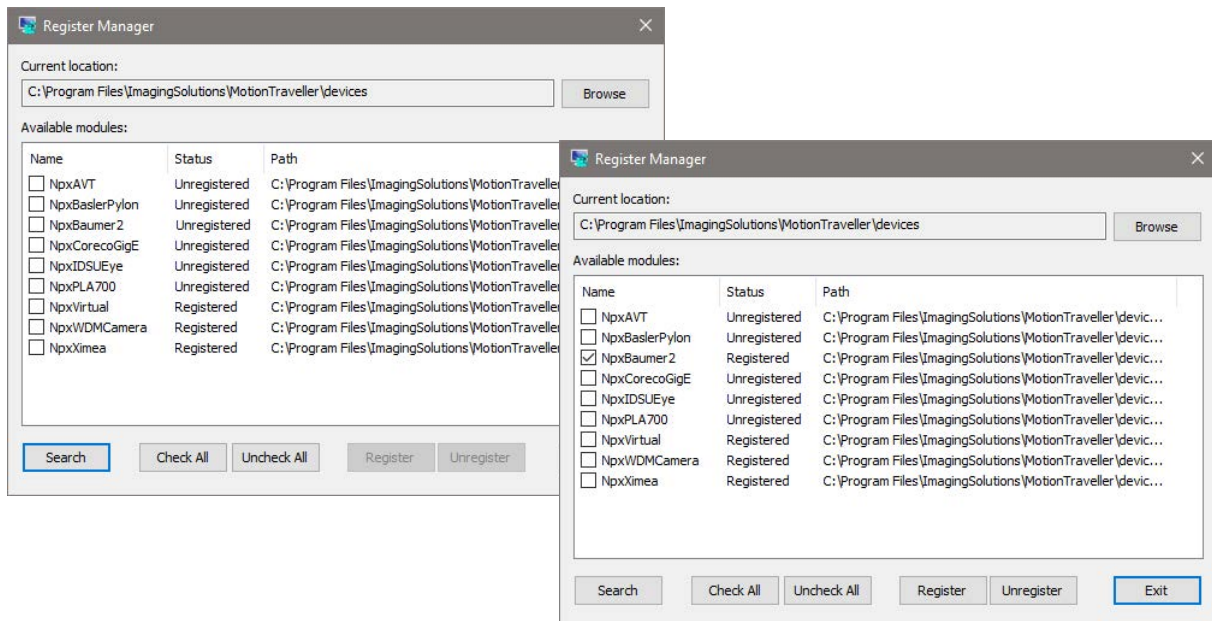 Register Manager
Current location:
C:\Program Files\ImagingSolutions\MotionTraveller\devices
Browse
Available modules:
Name Status Path
NpxAVT Unregistered C:\Program Files\ImagingSolutions\MotionTraveller
NpxBaslerPylon Unregistered C:\Program Files\ImagingSolutions\MotionTraveller
NpxBaumer2 Unregistered C:\Program Files\ImagingSolutions\MotionTraveller
NpxCorecoGigE Unregistered C:\Program Files\ImagingSolutions\MotionTraveller
NpxIDSUEye Unregistered C:\Program Files\ImagingSolutions\MotionTraveller
NpxPLA700 Unregistered C:\Program Files\ImagingSolutions\MotionTraveller
NpxVirtual Registered C:\Program Files\ImagingSolutions\MotionTraveller
NpxWDMCamera Registered C:\Program Files\ImagingSolutions\MotionTraveller
NpxXimea Registered C:\Program Files\ImagingSolutions\MotionTraveller
Search Check All Uncheck All Register Unregister
Register Manager
Current location:
C:\Program Files\ImagingSolutions\MotionTraveller\devices
Browse
Available modules:
Name Status Path
NpxAVT Unregistered C:\Program Files\ImagingSolutions\MotionTraveller\devic...
NpxBaslerPylon Unregistered C:\Program Files\ImagingSolutions\MotionTraveller\devic...
NpxBaumer2 Registered C:\Program Files\ImagingSolutions\MotionTraveller\devic...
NpxCorecoGigE Unregistered C:\Program Files\ImagingSolutions\MotionTraveller\devic...
NpxIDSUEye Unregistered C:\Program Files\ImagingSolutions\MotionTraveller\devic...
NpxPLA700 Unregistered C:\Program Files\ImagingSolutions\MotionTraveller\devic...
NpxVirtual Registered C:\Program Files\ImagingSolutions\MotionTraveller\devic...
NpxWDMCamera Registered C:\Program Files\ImagingSolutions\MotionTraveller\devic...
NpxXimea Registered C:\Program Files\ImagingSolutions\MotionTraveller\devic...
Search Check All Uncheck All Register Unregister Exit